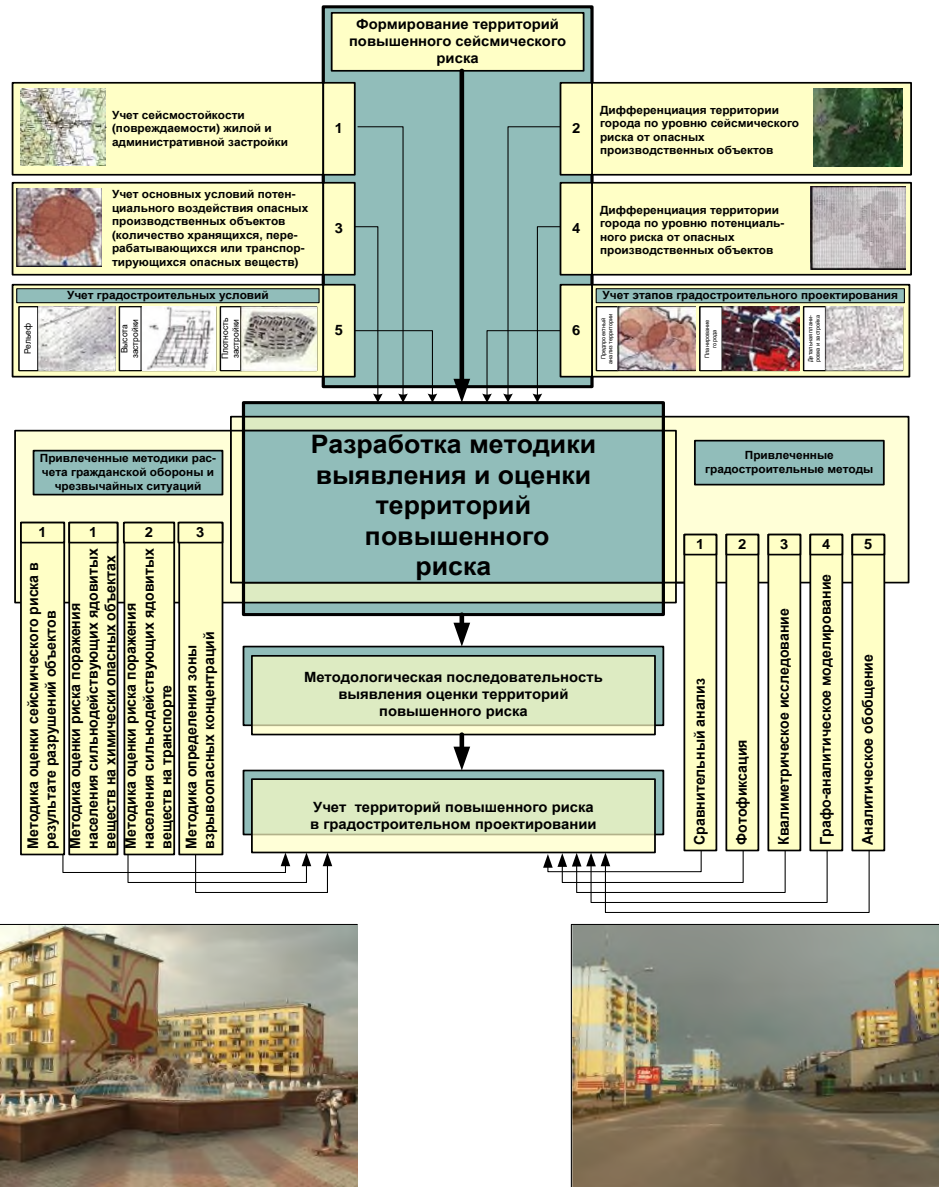 Формирование территорий
повышенного сейсмического
риска
Учет сейсмостойкости
(повреждаемости) жилой и
административной застройки
1
2
Дифференциация территории
города по уровню сейсмического
риска от опасных
производственных объектов
Учет основных условий потен-
циального воздействия опасных
производственных объектов
(количество хранящихся, пере-
рабатывающихся или транспор-
тирующихся опасных веществ)
3
4
Дифференциация территории
города по уровню потенциаль-
ного риска от опасных
производственных объектов
Учет градостроительных условий
Рельеф
Высота
застройки
Плотность
застройки
5
6
Учет этапов градостроительного проектирования
Предпроектный
анализ территории
Планирование
города
Детальная плани-
ровка и застройка
Разработка методики
выявления и оценки
территорий
повышенного
риска
Привлеченные методики рас-
чета гражданской обороны и
чрезвычайных ситуаций
1
Методика оценки сейсмического риска в
результате разрушений объектов
1
Методика оценки риска поражения
населения сильнодействующих ядовитых
веществ на химически опасных объектах
2
Методика оценки риска поражения
населения сильнодействующих ядовитых
веществ на транспорте
3
Методика определения зоны
взрывоопасных концентраций
Привлеченные
градостроительные методы
1
Сравнительный анализ
2
Фотофиксация
3
Квалиметрическое исследование
4
Графо-аналитическое моделирование
5
Аналитическое обобщение
Методологическая последовательность
выявления оценки территорий
повышенного риска
Учет территорий повышенного риска
в градостроительном проектировании